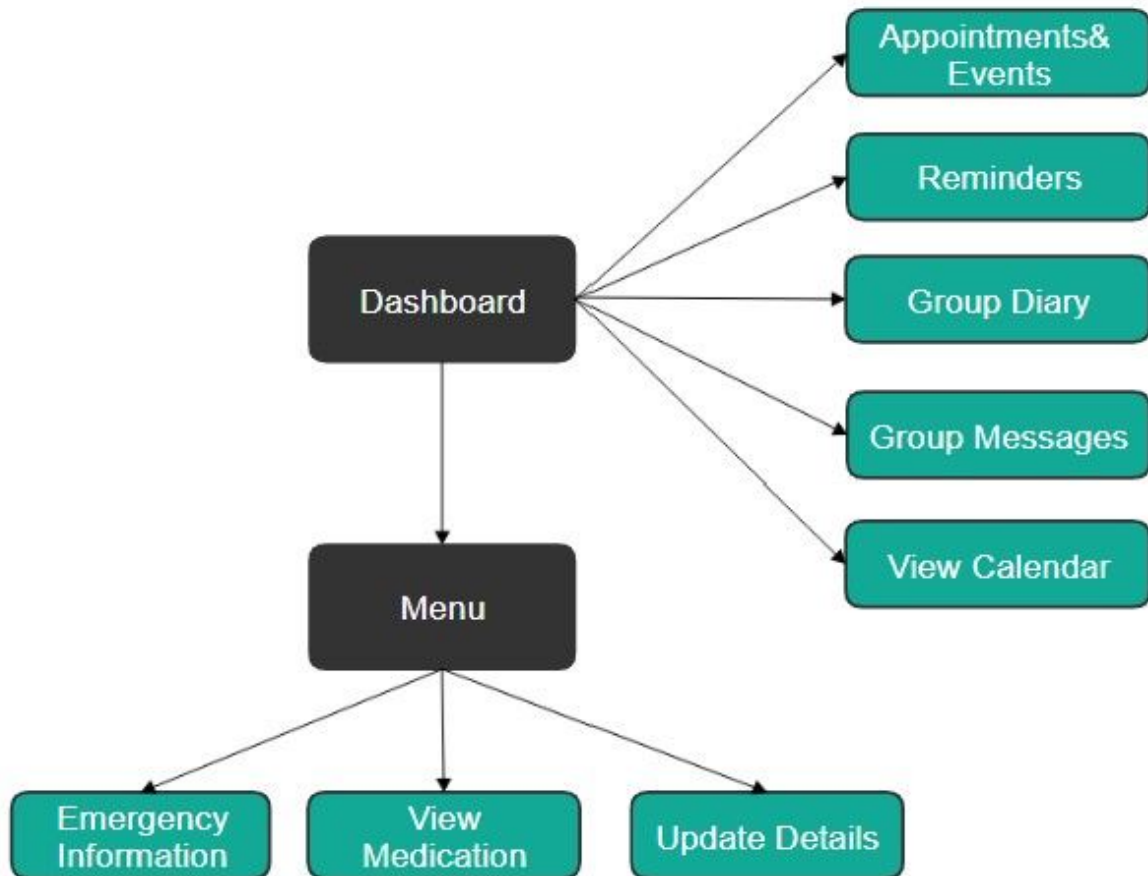 Appointments&
Events
Reminders
Dashboard
Group Diary
Group Messages
View Calendar
Menu
Emergency
Information
View
Medication
Update Details